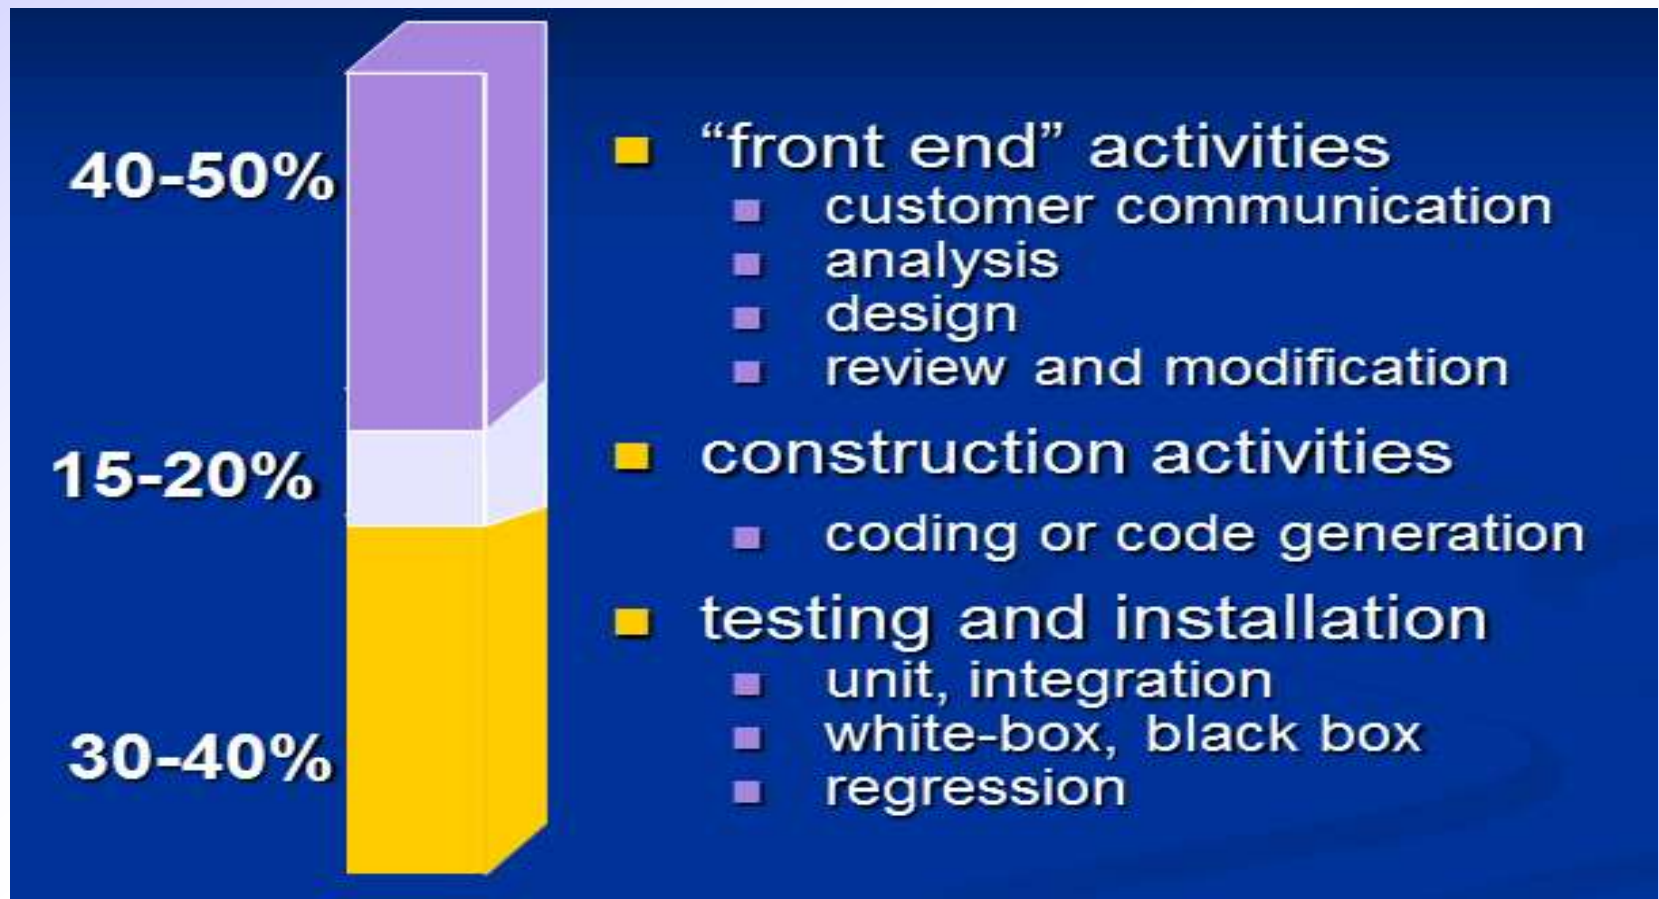 40-50%
“front end” activities
customer communication
analysis
design
review and modification
15-20%
construction activities
coding or code generation
30-40%
testing and installation
unit, integration
white-box, black box
regression